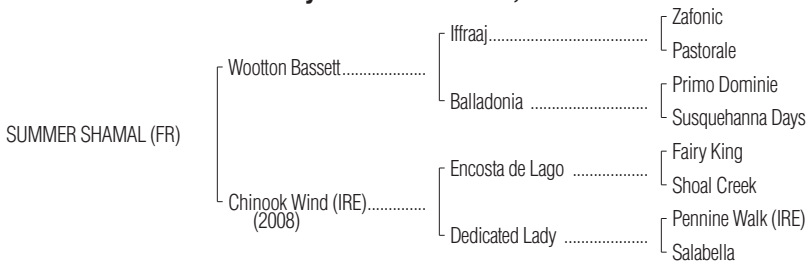 Zafonic
Iffraaj
Pastorale
Wootton Bassett
Primo Dominie
Balladonia
Susquehanna Days
SUMMER SHAMAL (FR)
Fairy King
Encosta de Lago
Shoal Creek
Chinook Wind (IRE)
(2008)
Pennine Walk (IRE)
Dedicated Lady
Salabella